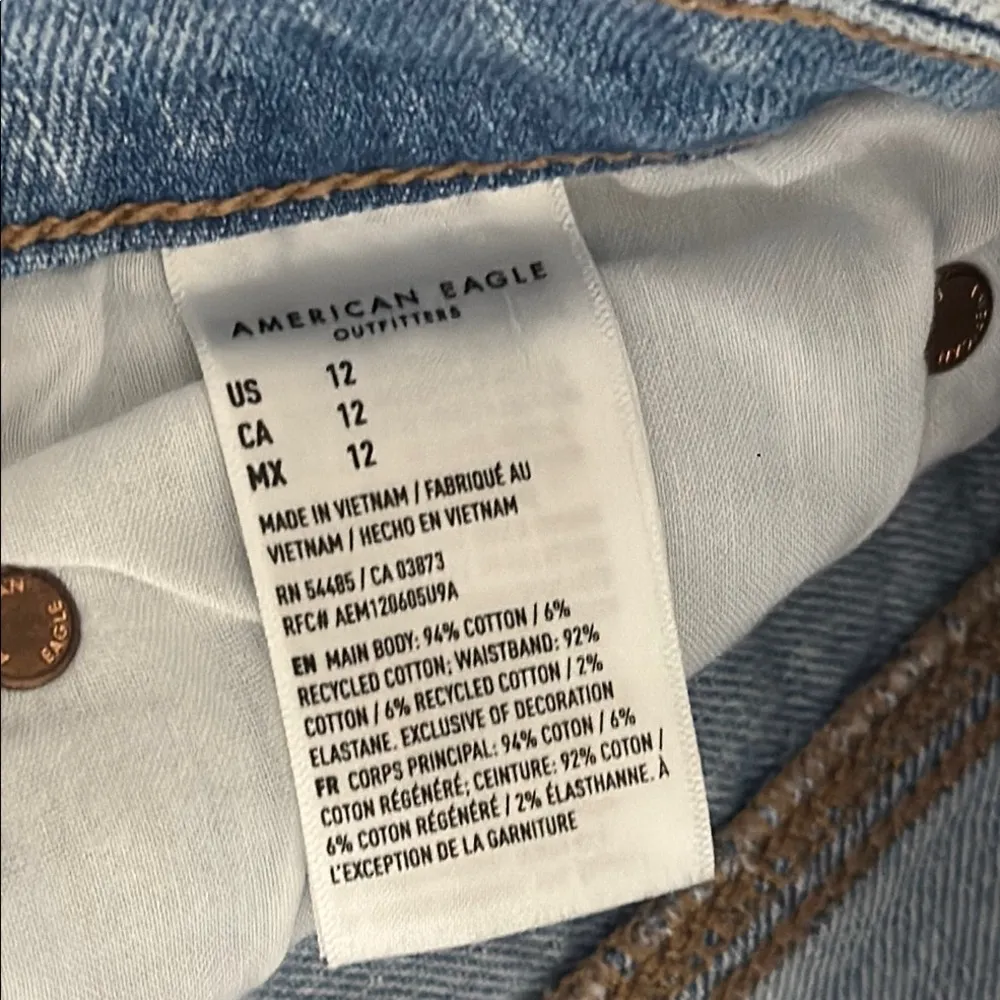 AMERICAN EAGLE
OUTFITTERS
US 12
CA 12
MX 12
MADE IN VIETNAM / FABRIQUÉ AU
VIETNAM / HECHO EN VIETNAM
RN 54485 / CA 03873
RFC# AEM120605U9A
EN MAIN BODY: 94% COTTON / 6%
RECYCLED COTTON; WAISTBAND: 92%
COTTON / 6% RECYCLED COTTON / 2%
ELASTANE. EXCLUSIVE OF DECORATION
FR CORPS PRINCIPAL: 94% COTON / 6%
COTON RÉGÉNÉRÉ; CEINTURE: 92% COTON /
6% COTON RÉGÉNÉRÉ / 2% ÉLASTHANNE. À
L'EXCEPTION DE LA GARNITURE
EAGLE